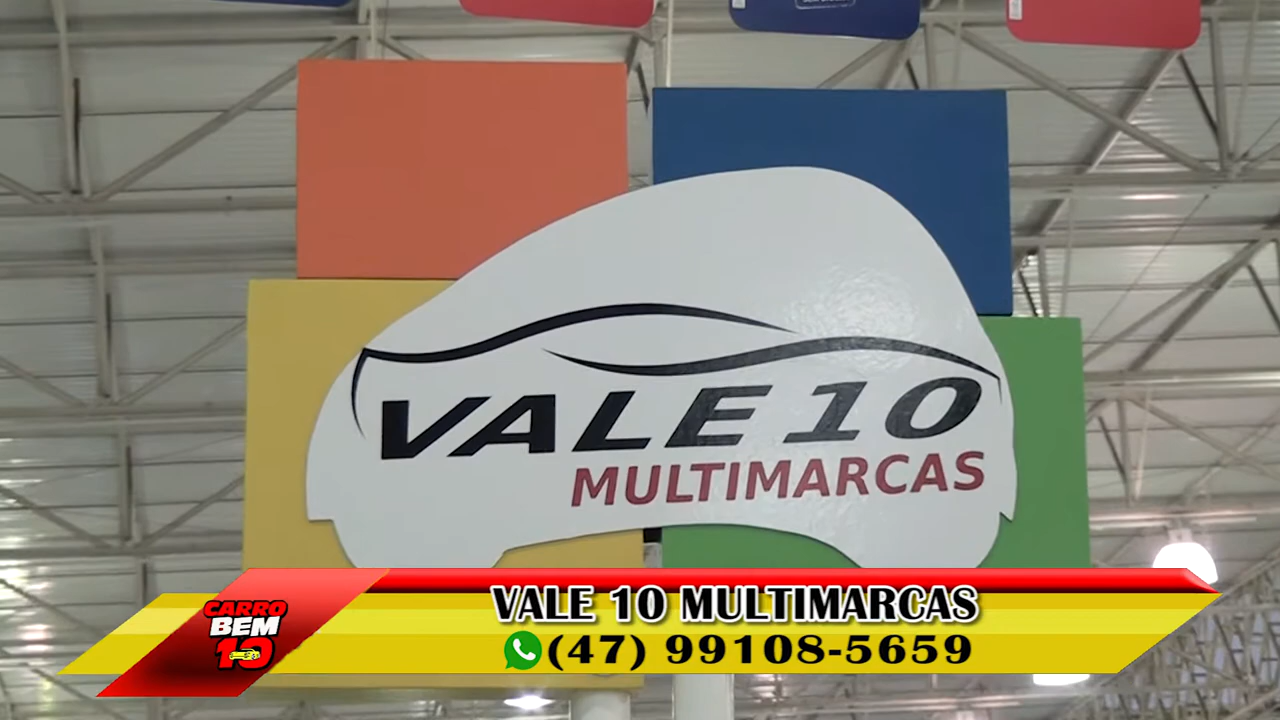 VALE 10
MULTIMARCAS
CARRO
BEM
10
VALE 10 MULTIMARCAS
(47) 99108-5659